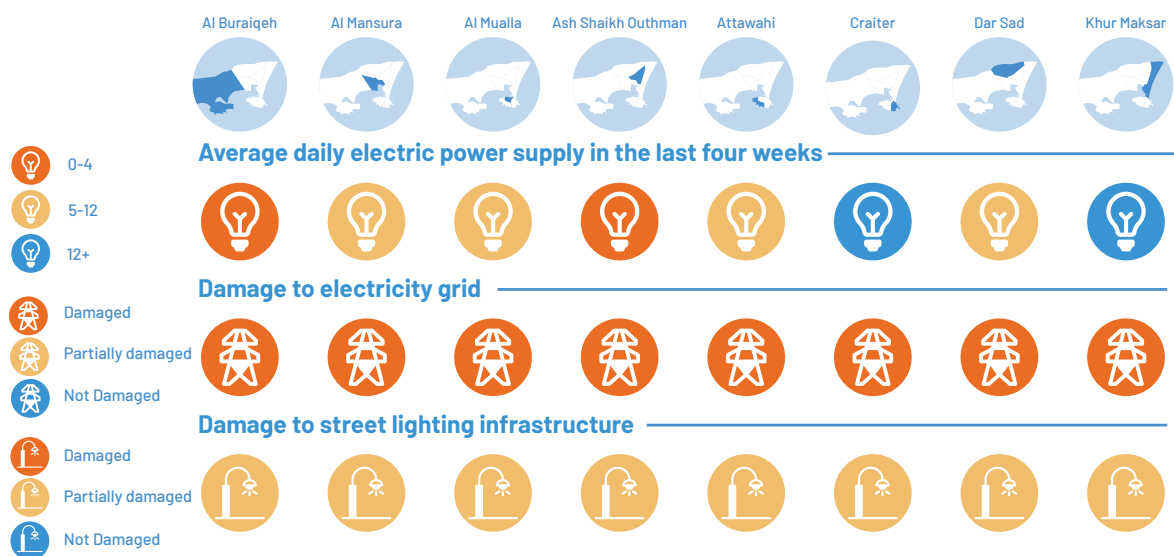 Al Buraiqeh
Al Mansura
Al Mualla
Ash Shaikh Outhman
Attawahi
Craiter
Dar Sad
Khur Maksar
Average daily electric power supply in the last four weeks
0-4
5-12
12+
Damage to electricity grid
Damaged
Partially damaged
Not Damaged
Damage to street lighting infrastructure
Damaged
Partially damaged
Not Damaged